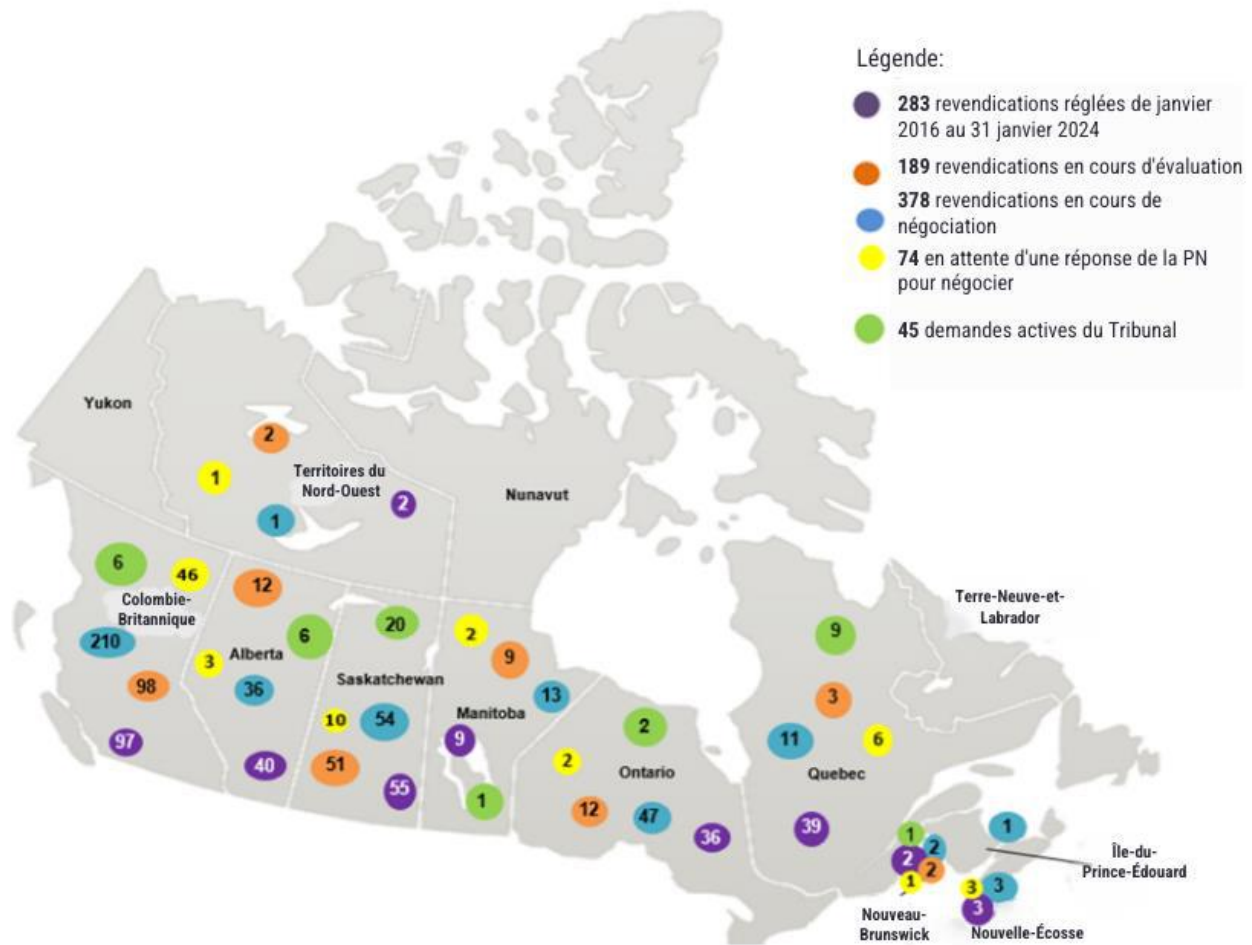 Légende:
283 revendications réglées de janvier
2016 au 31 janvier 2024
189 revendications en cours d'évaluation
378 revendications en cours de
négociation
74 en attente d'une réponse de la PN
pour négocier
45 demandes actives du Tribunal
Yukon
2
1
Territoires du
Nord-Ouest
2
1
Nunavut
6
46
Colombie-
Britannique
210
98
97
12
6
3
Alberta
36
40
20
Saskatchewan
10
54
51
55
2
9
13
Manitoba
9
1
2
2
Ontario
12
47
36
9
3
11
6
Quebec
39
Terre-Neuve-et-
Labrador
1
2
2
2
1
Nouveau-
Brunswick
1
Île-du-
Prince-Édouard
3
3
3
Nouvelle-Écosse